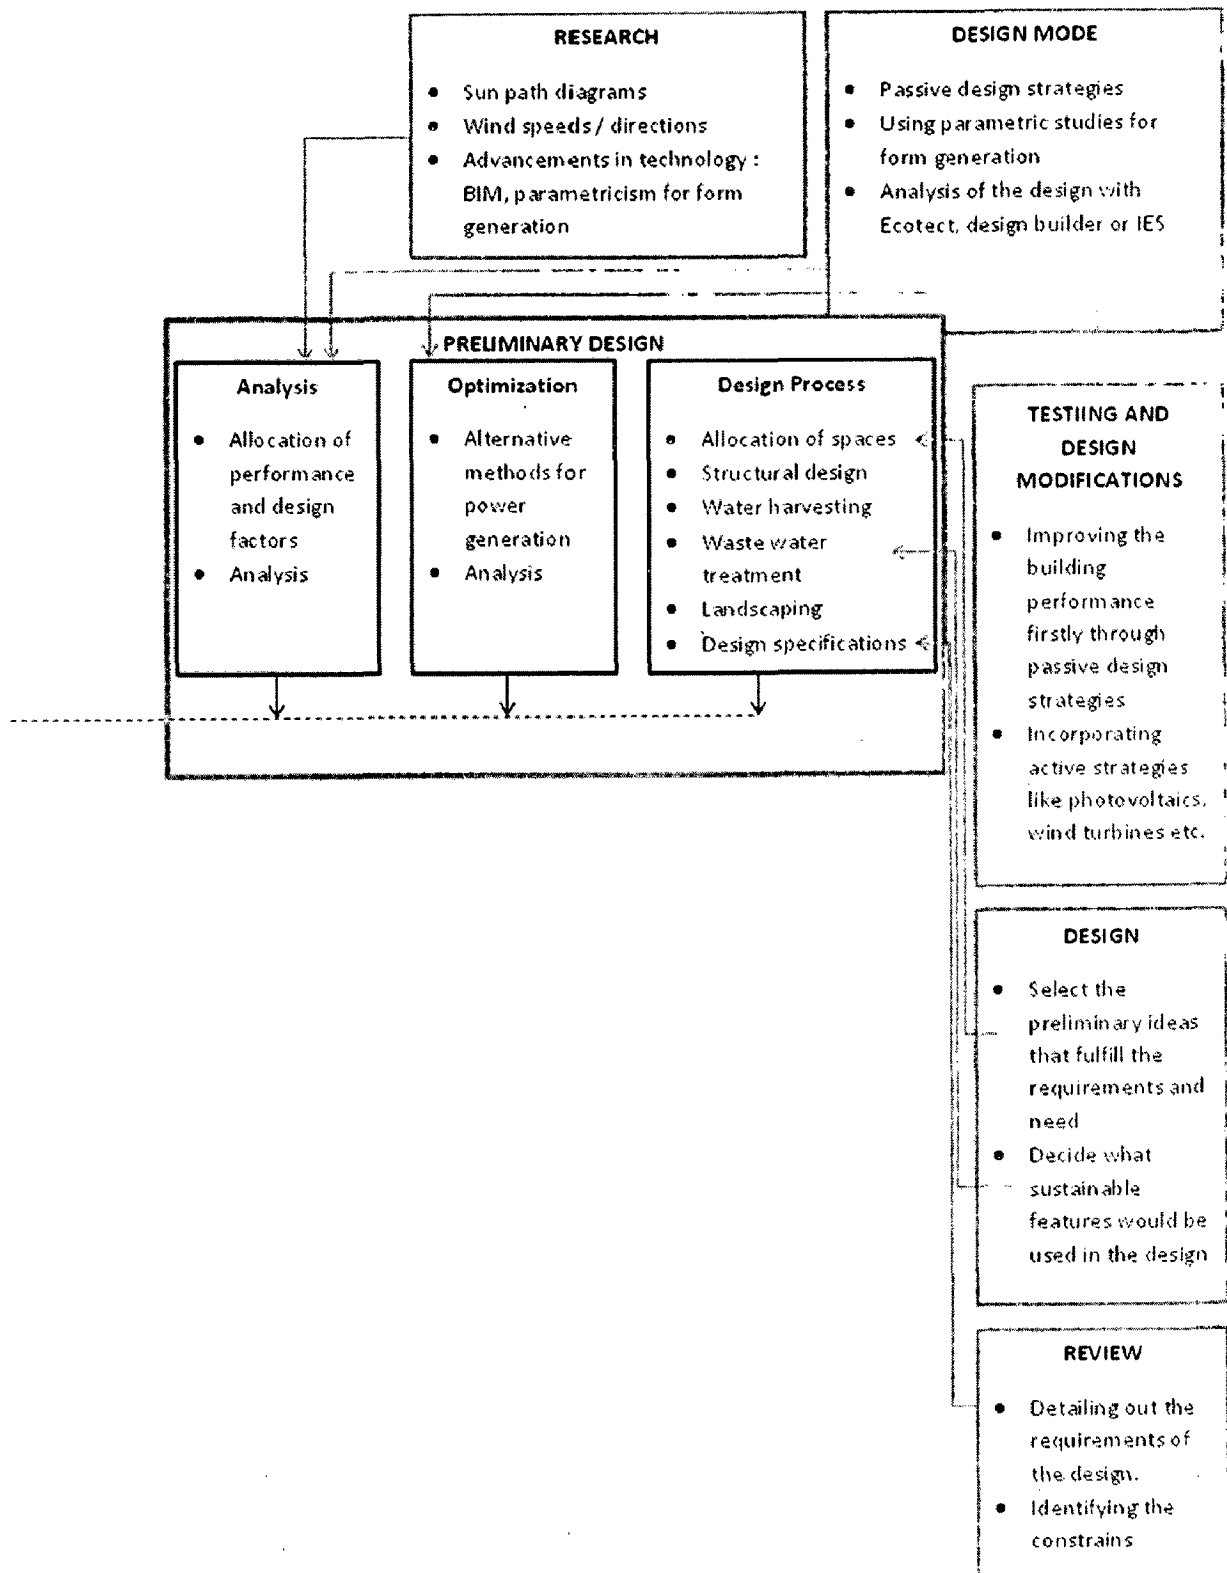 RESEARCH
● Sun path diagrams
● Wind speeds / directions
● Advancements in technology :
BIM, parametricism for form
generation
DESIGN MODE
● Passive design strategies
● Using parametric studies for
form generation
● Analysis of the design with
Ecotect, design builder or IES
PRELIMINARY DESIGN
Analysis
● Allocation of
performance
and design
factors
● Analysis
Optimization
● Alternative
methods for
power
generation
● Analysis
Design Process
● Allocation of spaces
● Structural design
● Water harvesting
● Waste water
treatment
● Landscaping
● Design specifications
TESTIING AND
DESIGN
MODIFICATIONS
● Improving the
building
performance
firstly through
passive design
strategies
● Incorporating
active strategies
like photovoltaics,
wind turbines etc.
DESIGN
● Select the
preliminary ideas
that fulfill the
requirements and
need
● Decide what
sustainable
features would be
used in the design
REVIEW
● Detailing out the
requirements of
the design.
● Identifying the
constrains